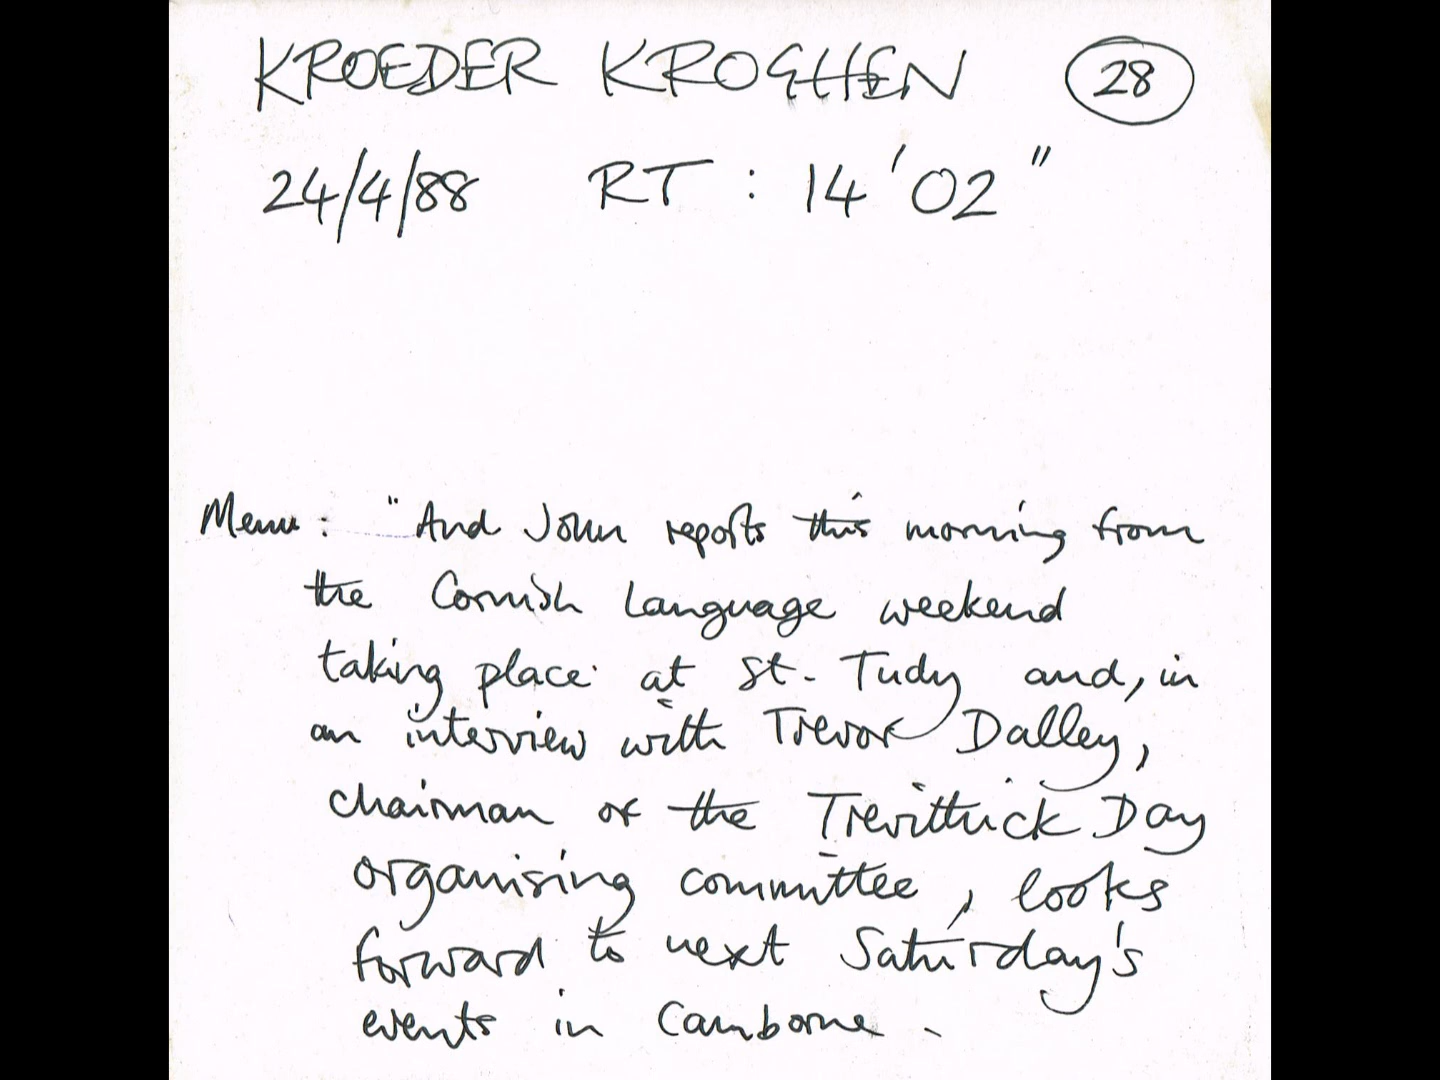 KROEDER KROGHEN 28
24/4/88 RT : 14'02"
Menu : "And John reports this morning from
the Cornish Language weekend
taking place at St. Tudy and, in
an interview with Trevor Dalley,
chairman of the Trevithick Day
organising committee, looks
forward to next Saturday's
events in Camborne.